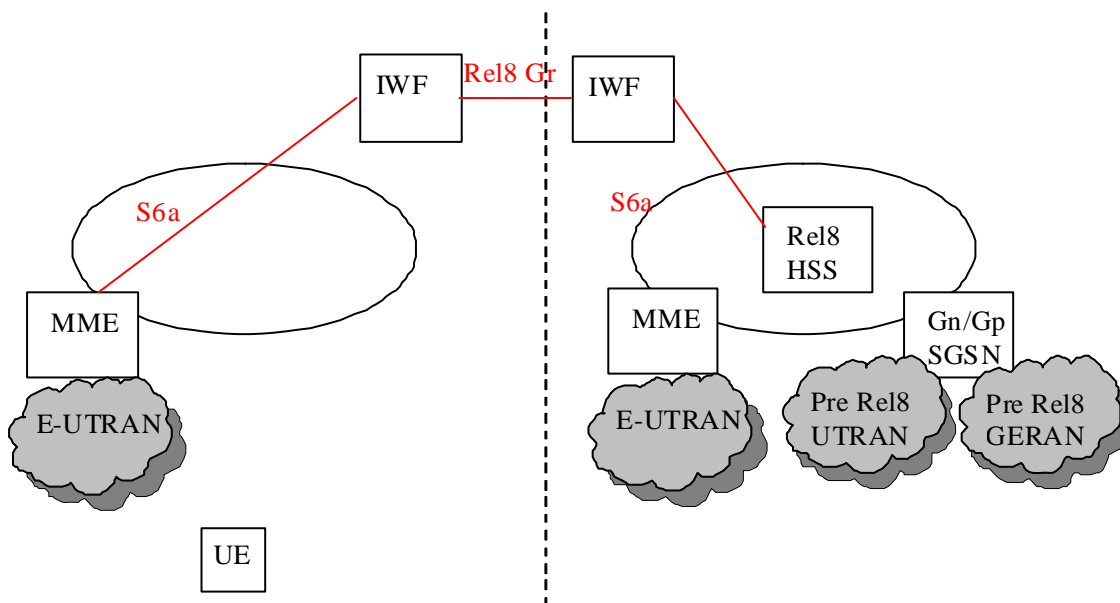 IWF
Rel8 Gr
IWF
S6a
S6a
Rel8
HSS
MME
MME
Gn/Gp
SGSN
E-UTRAN
E-UTRAN
Pre Rel8
UTRAN
Pre Rel8
GERAN
UE